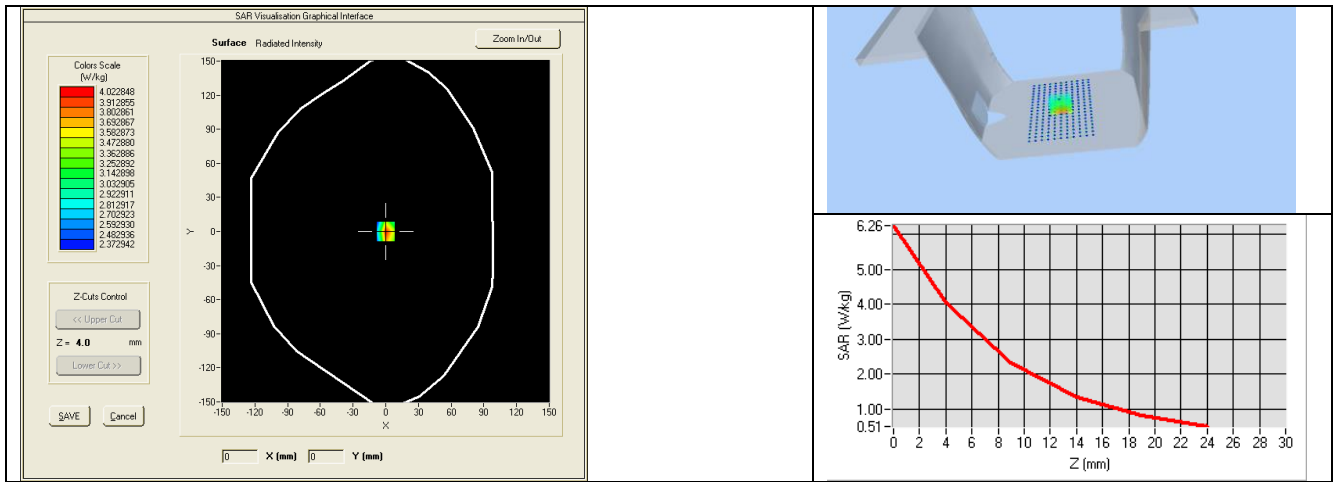 SAR Visualisation Graphical Interface
Surface Radiated Intensity
Zoom In/Out
Colors Scale
(W/kg)
4.022848
3.912855
3.802861
3.692867
3.582873
3.472880
3.362886
3.252892
3.142898
3.032905
2.922911
2.812917
2.702923
2.592930
2.482936
2.372942
Z-Cuts Control
<< Upper Cut
Z = 4.0 mm
Lower Cut >>
SAVE Cancel
150
120
90
60
30
0
-30
-60
-90
-120
-150
Y
-150 -120 -90 -60 -30 0 30 60 90 120 150
X
0 X (mm) 0 Y (mm)
6.26
5.00
4.00
3.00
2.00
1.00
0.51
SAR (W/kg)
0 2 4 6 8 10 12 14 16 18 20 22 24 26 28 30
Z (mm)